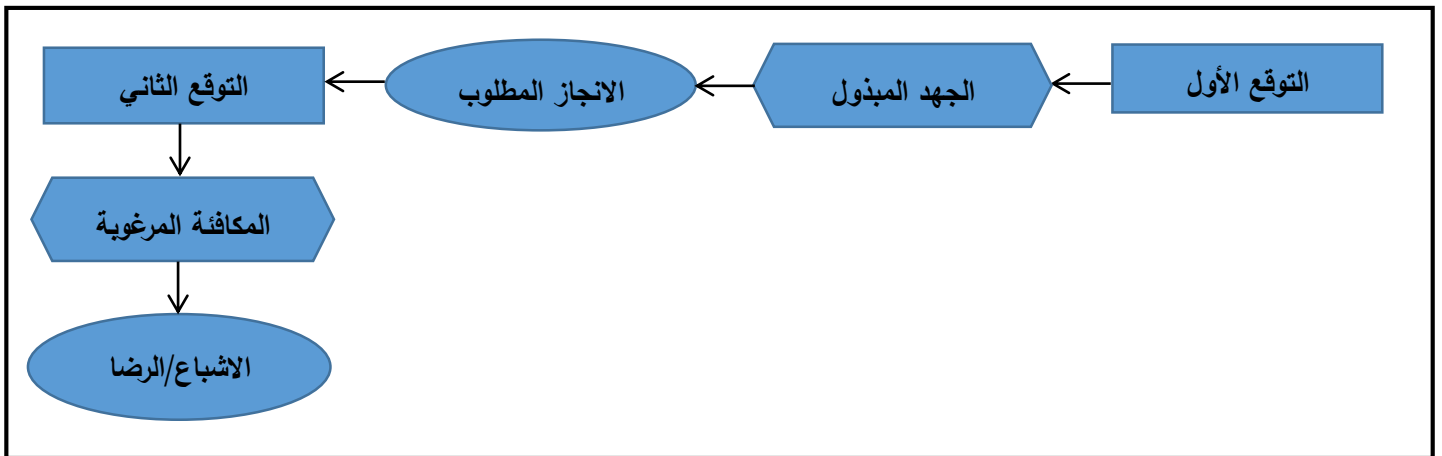 التوقع الأول
الجهد المبذول
الانجاز المطلوب
التوقع الثاني
المكافئة المرغوبة
الاشباع/الرضا